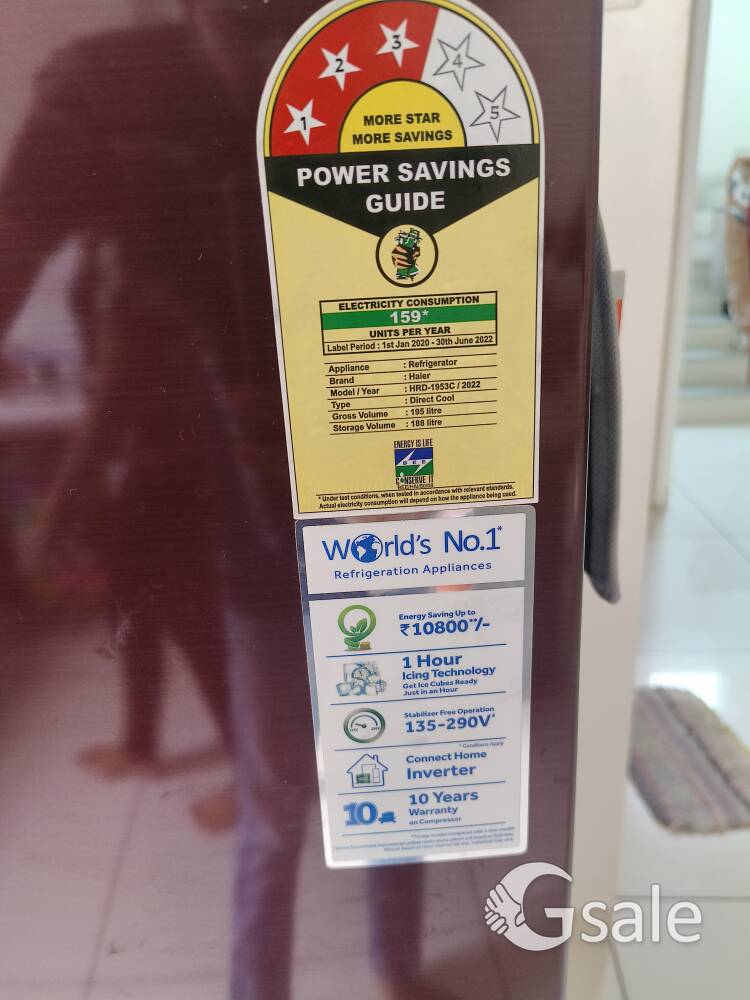 1 2 3 4 5
MORE STAR
MORE SAVINGS
POWER SAVINGS
GUIDE
ELECTRICITY CONSUMPTION
159*
UNITS PER YEAR
Label Period : 1st Jan 2020 - 30th June 2022
Appliance : Refrigerator
Brand : Haier
Model / Year : HRD-1953C / 2022
Type : Direct Cool
Gross Volume : 195 litre
Storage Volume : 188 litre
ENERGY IS LIFE
BEE
CONSERVE IT
* Under test conditions, when tested in accordance with relevant standards.
Actual electricity consumption will depend on how the appliance being used.
World's No.1*
Refrigeration Appliances
Energy Saving Up to
₹10800**/-
1 Hour
Icing Technology
Get Ice Cubes Ready
Just in an Hour
Stabilizer Free Operation
135-290V*
* Conditions Apply
Connect Home
Inverter
10 10 Years
Warranty
on Compressor
Gsale